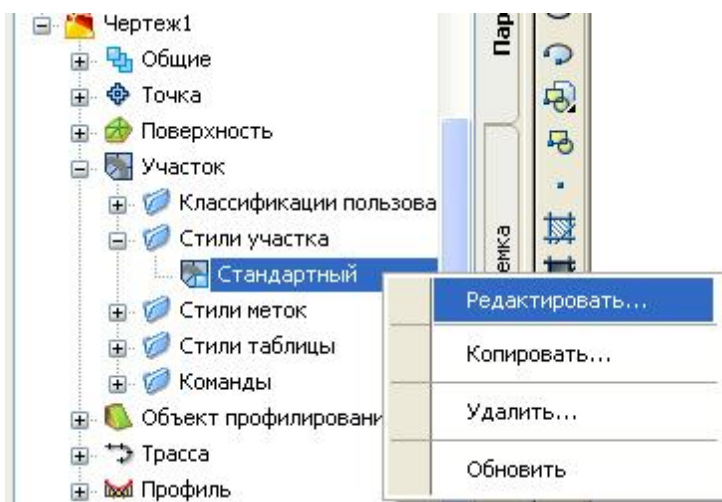 Чертеж1
Общие
Точка
Поверхность
Участок
Классификации пользова
Стили участка
Стандартный
Стили меток
Стили таблицы
Команды
Объект профилировани
Трасса
Профиль
Пар
емка
Редактировать...
Копировать...
Удалить...
Обновить